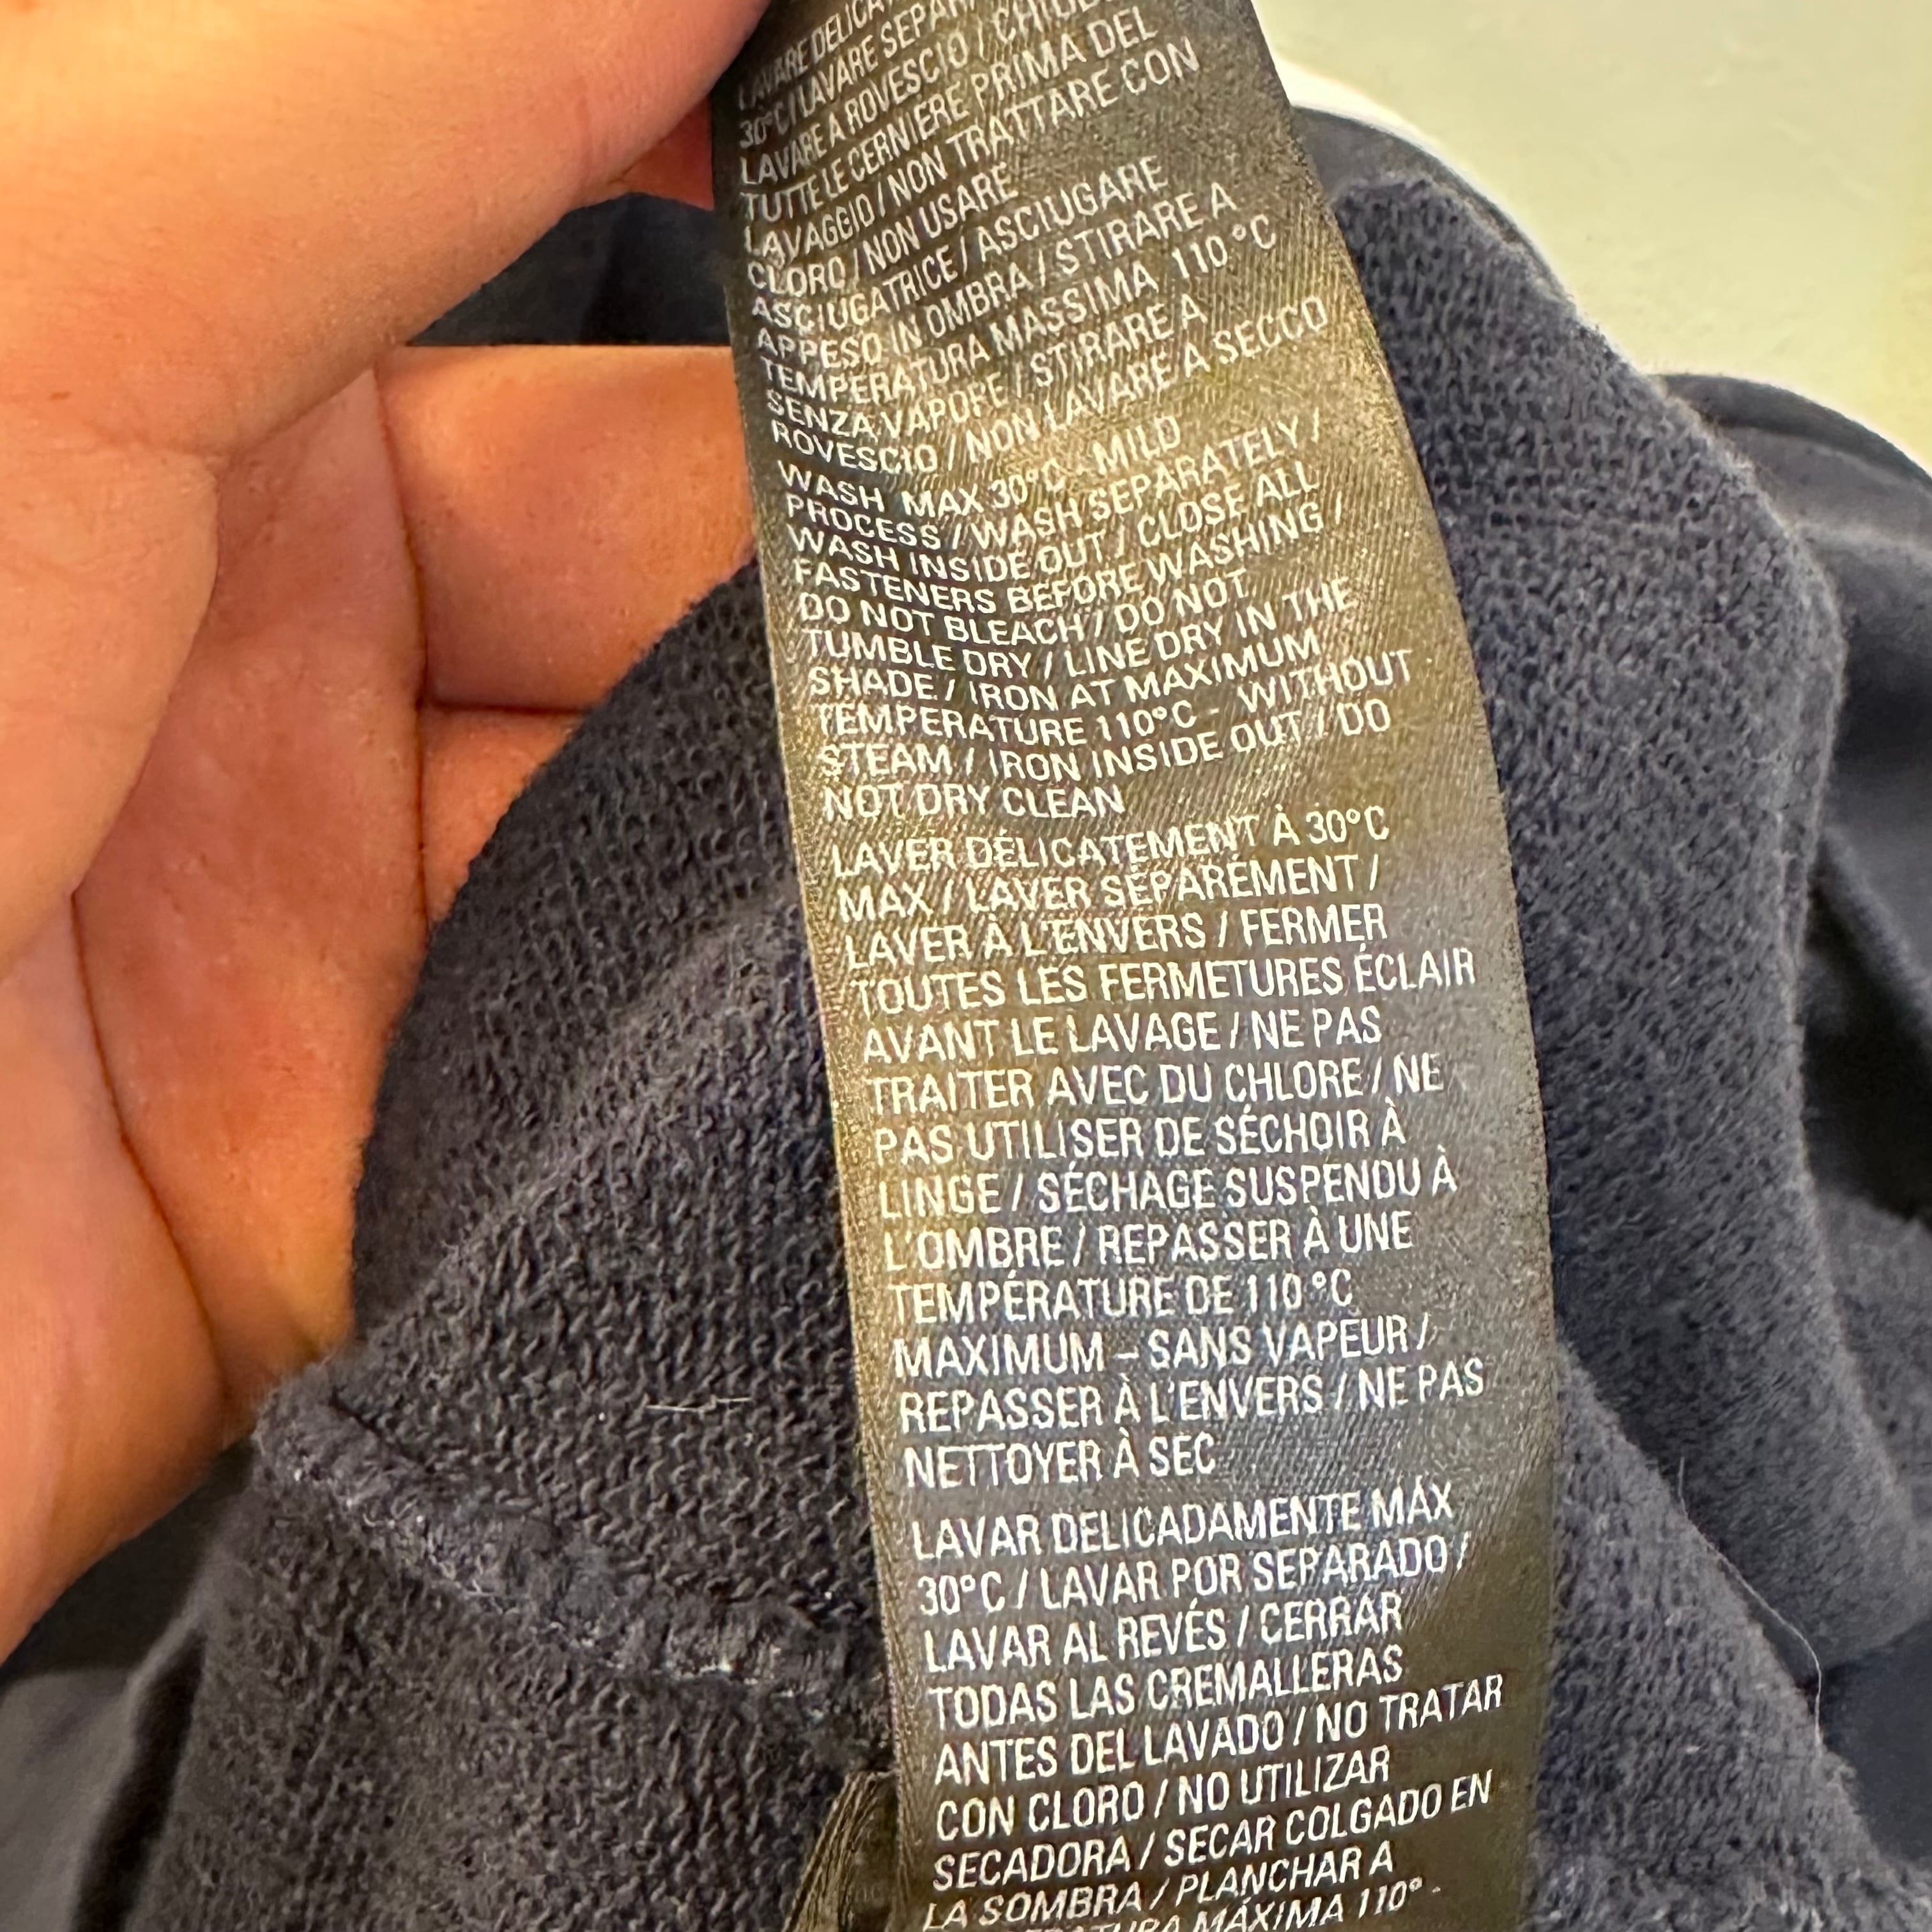 LAVARE DELICAT
30°C / LAVARE SEPAR
LAVARE A ROVESCIO /
TUTTE LE CERNIERE PRIMA DEL
LAVAGGIO / NON TRATTARE CON
CLORO / NON USARE
ASCIUGATRICE / ASCIUGARE
APPESO IN OMBRA / STIRARE A
TEMPERATURA MASSIMA 110 °C
SENZA VAPORE / STIRARE A
ROVESCIO / NON LAVARE A SECCO
WASH MAX 30°C - MILD
PROCESS / WASH SEPARATELY /
WASH INSIDE OUT / CLOSE ALL
FASTENERS BEFORE WASHING /
DO NOT BLEACH / DO NOT
TUMBLE DRY / LINE DRY IN THE
SHADE / IRON AT MAXIMUM
TEMPERATURE 110°C - WITHOUT
STEAM / IRON INSIDE OUT / DO
NOT DRY CLEAN
LAVER DÉLICATEMENT À 30°C
MAX / LAVER SÉPARÉMENT /
LAVER À L'ENVERS / FERMER
TOUTES LES FERMETURES ÉCLAIR
AVANT LE LAVAGE / NE PAS
TRAITER AVEC DU CHLORE / NE
PAS UTILISER DE SÉCHOIR À
LINGE / SÉCHAGE SUSPENDU À
L'OMBRE / REPASSER À UNE
TEMPÉRATURE DE 110 °C
MAXIMUM – SANS VAPEUR /
REPASSER À L'ENVERS / NE PAS
NETTOYER À SEC
LAVAR DELICADAMENTE MÁX
30°C / LAVAR POR SEPARADO /
LAVAR AL REVÉS / CERRAR
TODAS LAS CREMALLERAS
ANTES DEL LAVADO / NO TRATAR
CON CLORO / NO UTILIZAR
SECADORA / SECAR COLGADO EN
LA SOMBRA / PLANCHAR A
MÁXIMA 110° -